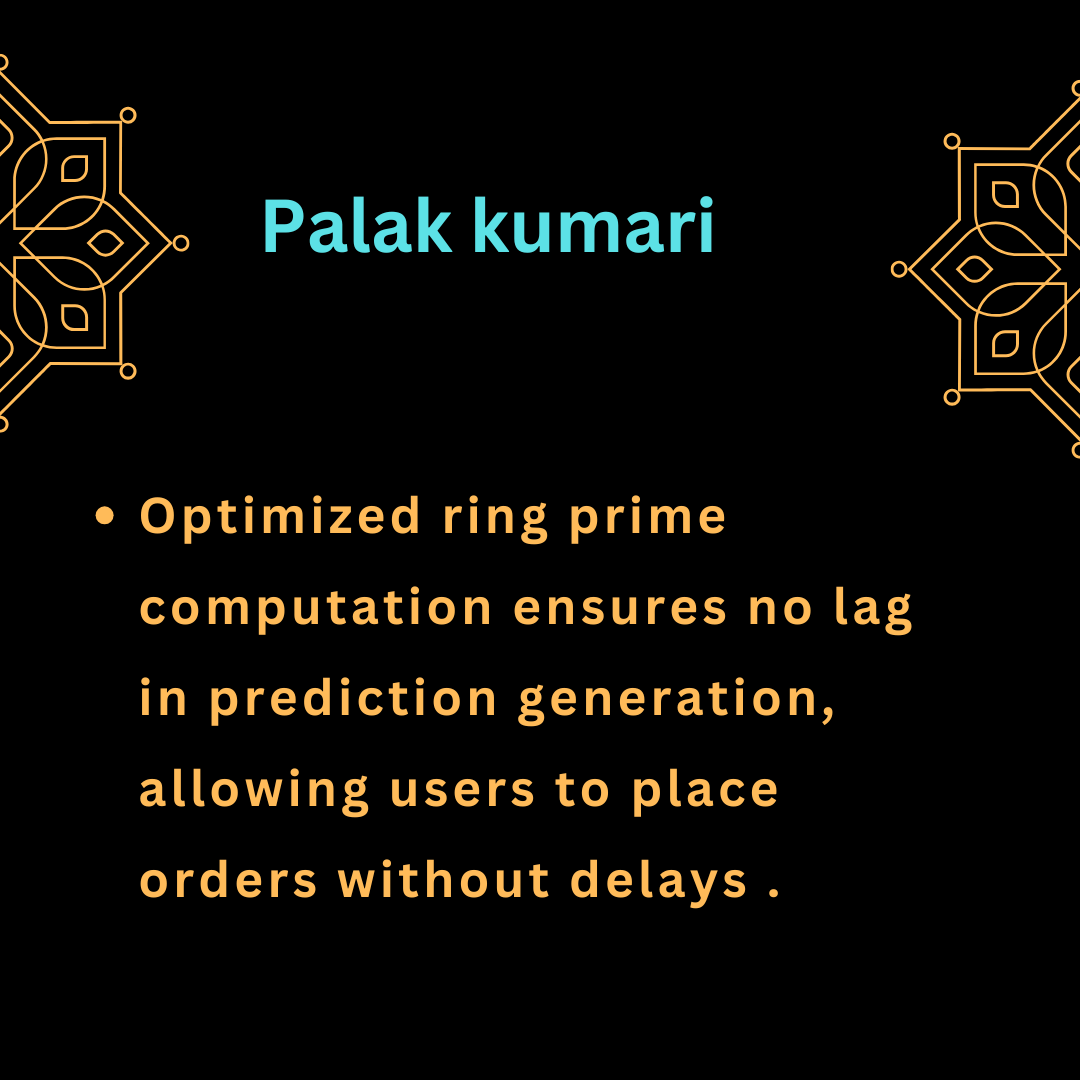 Palak kumari
• Optimized ring prime
computation ensures no lag
in prediction generation,
allowing users to place
orders without delays .